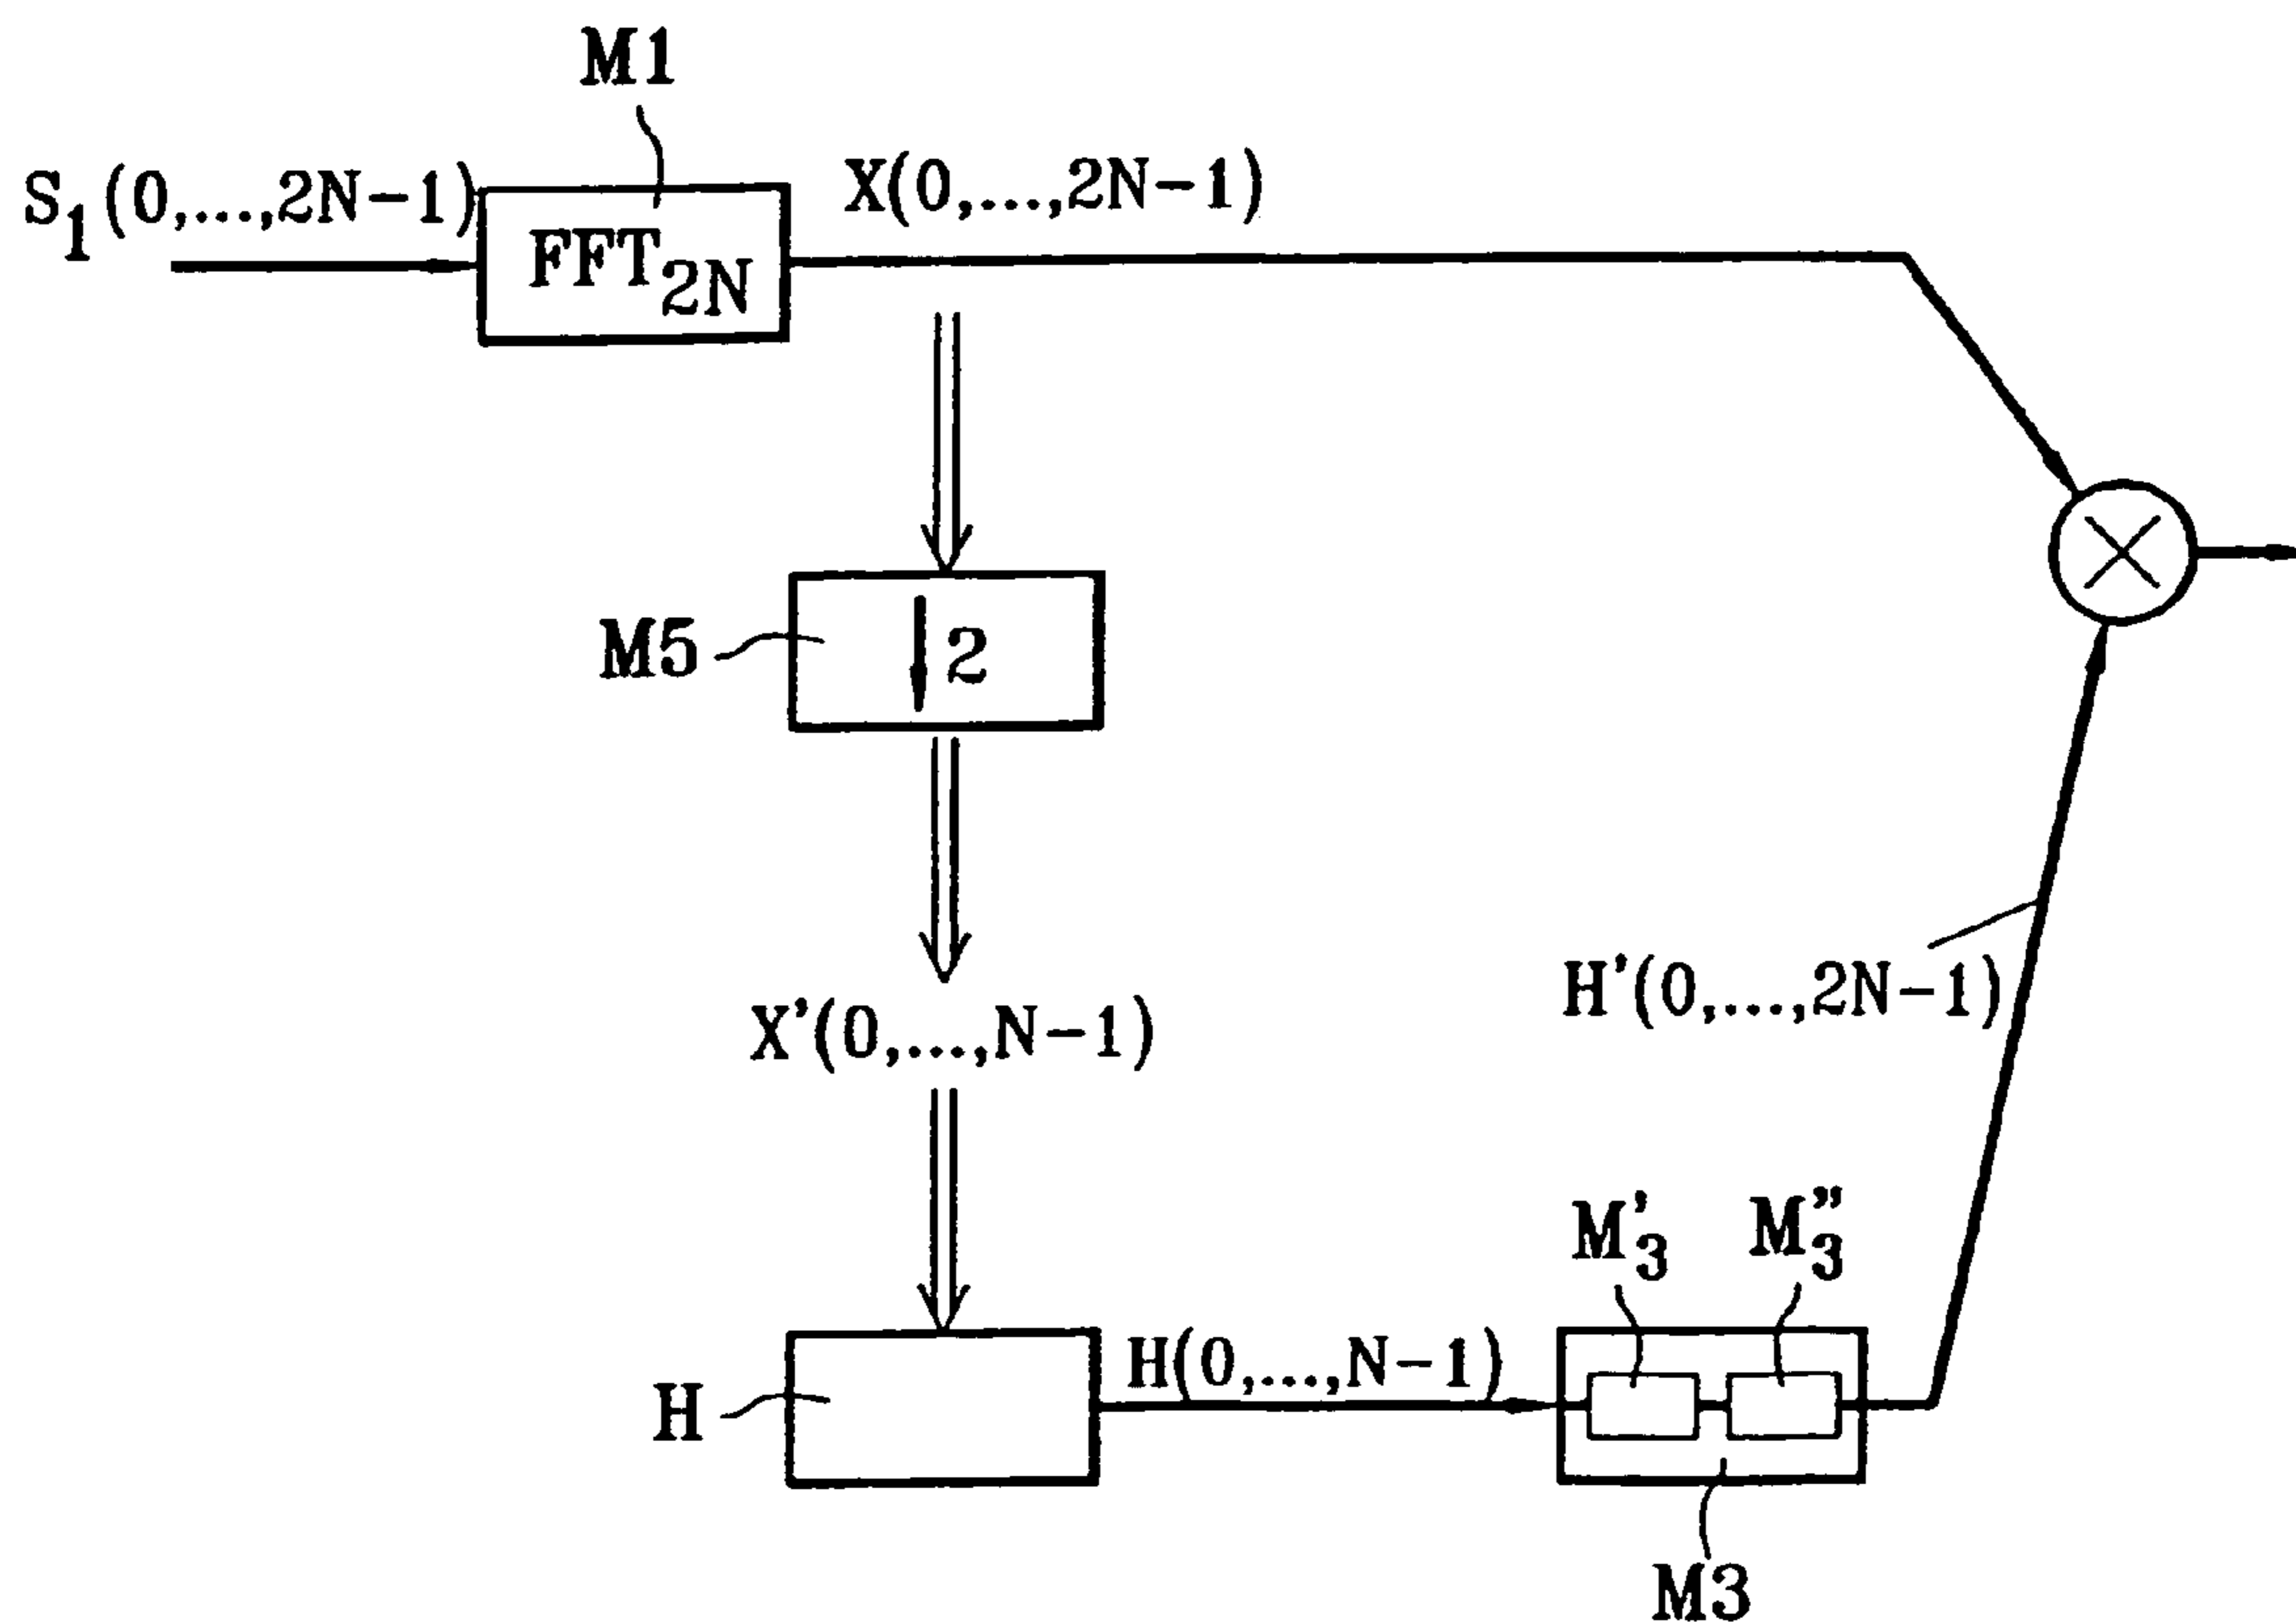 M1
S₁(0,...,2N-1)
X(0,...,2N-1)
FFT₂N
M5
2
X'(0,...,N-1)
H'(0,...,2N-1)
M'₃
M"₃
H
H(0,...,N-1)
M3